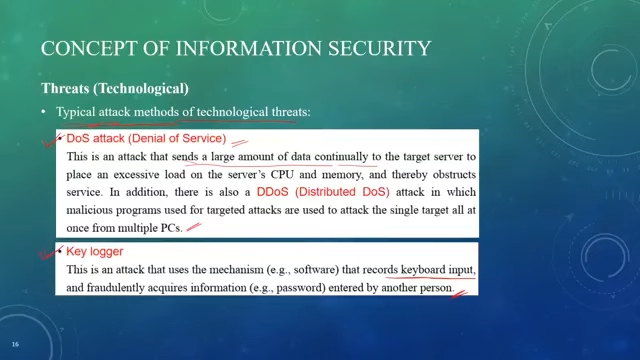 CONCEPT OF INFORMATION SECURITY
Threats (Technological)
• Typical attack methods of technological threats:
• DoS attack (Denial of Service)
This is an attack that sends a large amount of data continually to the target server to
place an excessive load on the server's CPU and memory, and thereby obstructs
service. In addition, there is also a DDoS (Distributed DoS) attack in which
malicious programs used for targeted attacks are used to attack the single target all at
once from multiple PCs.
• Key logger
This is an attack that uses the mechanism (e.g., software) that records keyboard input,
and fraudulently acquires information (e.g., password) entered by another person.
16